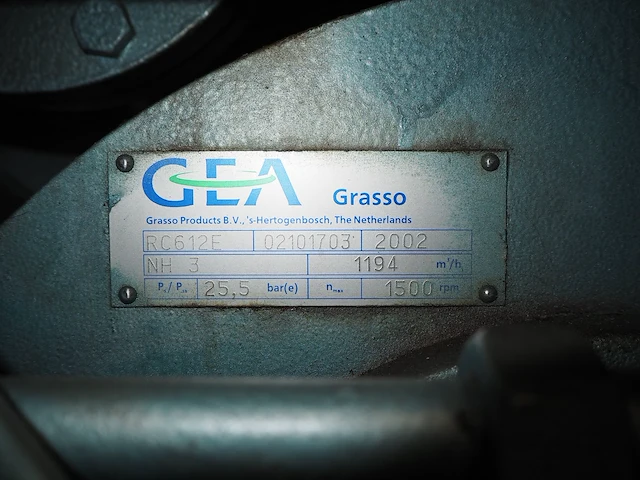 GEA Grasso
Grasso Products B.V., 's-Hertogenbosch, The Netherlands
RC612E 02101703 2002
NH 3 1194 m³/h
25,5 bar(e) 1500 rpm